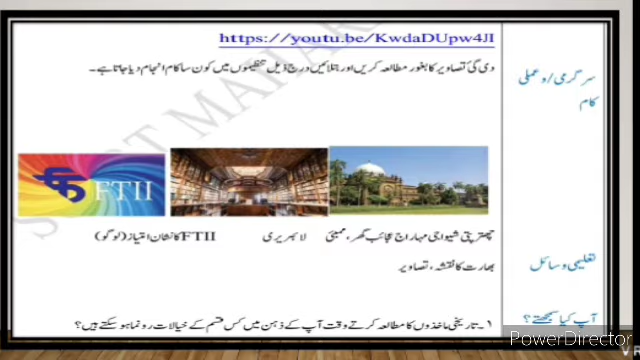 https://youtu.be/KwdaDUpw4JI
سرگرمی/و عملی کام
دی گئی تصاویر کا بغور مطالعہ کریں اور بتلائیں درج ذیل تنظیموں میں کون سا کام انجام دیا جاتا ہے۔
FTII
چھترپتی شیواجی مہاراج عجائب گھر، ممبئی لائبریری FTII کا نشان امتیاز (لوگو)
تعلیمی وسائل
بھارت کا نقشہ، تصاویر
آپ کیا سمجھتے؟
۱۔ تاریخی ماخذوں کا مطالعہ کرتے وقت آپ کے ذہن میں کس قسم کے خیالات رونما ہو سکتے ہیں؟
PowerDirector